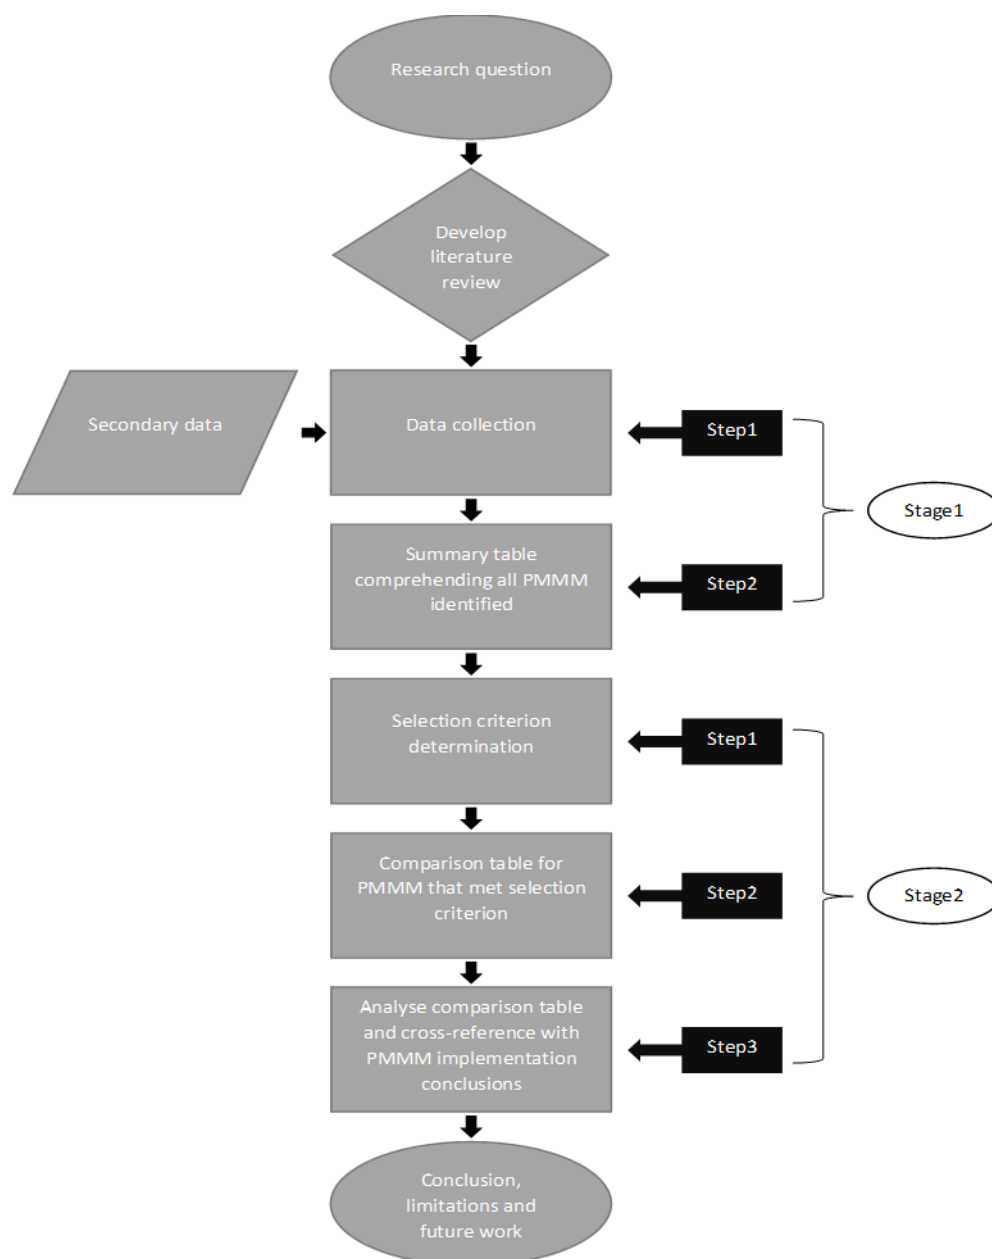 Research question
Develop
literature
review
Secondary data
Data collection
Step1
Stage1
Summary table
comprehending all PMMM
identified
Step2
Selection criterion
determination
Step1
Comparison table for
PMMM that met selection
criterion
Step2
Stage2
Analyse comparison table
and cross-reference with
PMMM implementation
conclusions
Step3
Conclusion,
limitations and
future work